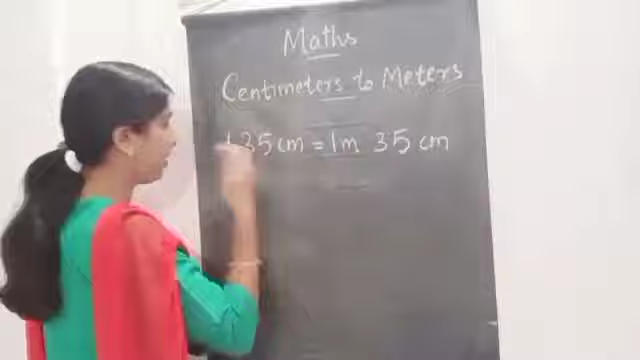 Maths
Centimeters to Meters
135 cm = 1m 35 cm